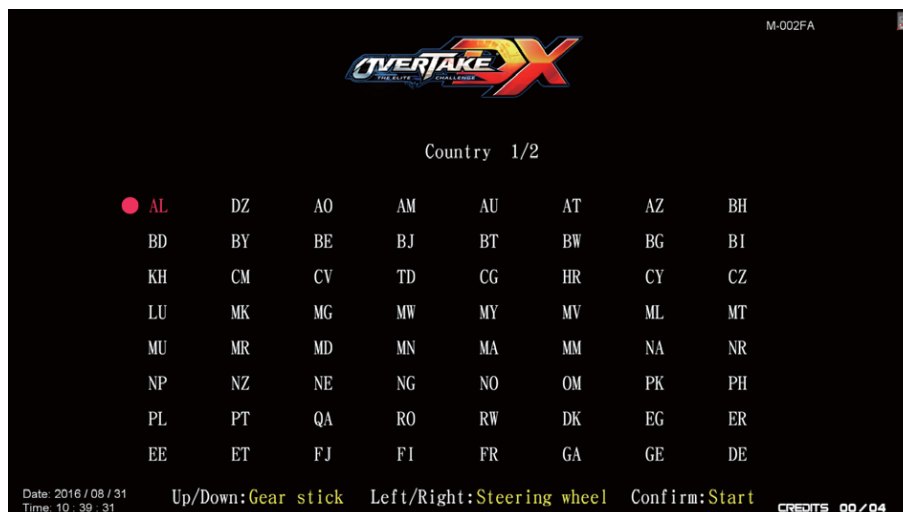 M-002FA
OVERTAKE DX
THE ELITE CHALLENGE
Country 1/2
AL DZ AO AM AU AT AZ BH
BD BY BE BJ BT BW BG BI
KH CM CV TD CG HR CY CZ
LU MK MG MW MY MV ML MT
MU MR MD MN MA MM NA NR
NP NZ NE NG NO OM PK PH
PL PT QA RO RW DK EG ER
EE ET FJ FI FR GA GE DE
Date: 2016 / 08 / 31
Time: 10 : 39 : 31
Up/Down:Gear stick Left/Right:Steering wheel Confirm:Start
CREDITS 00/04